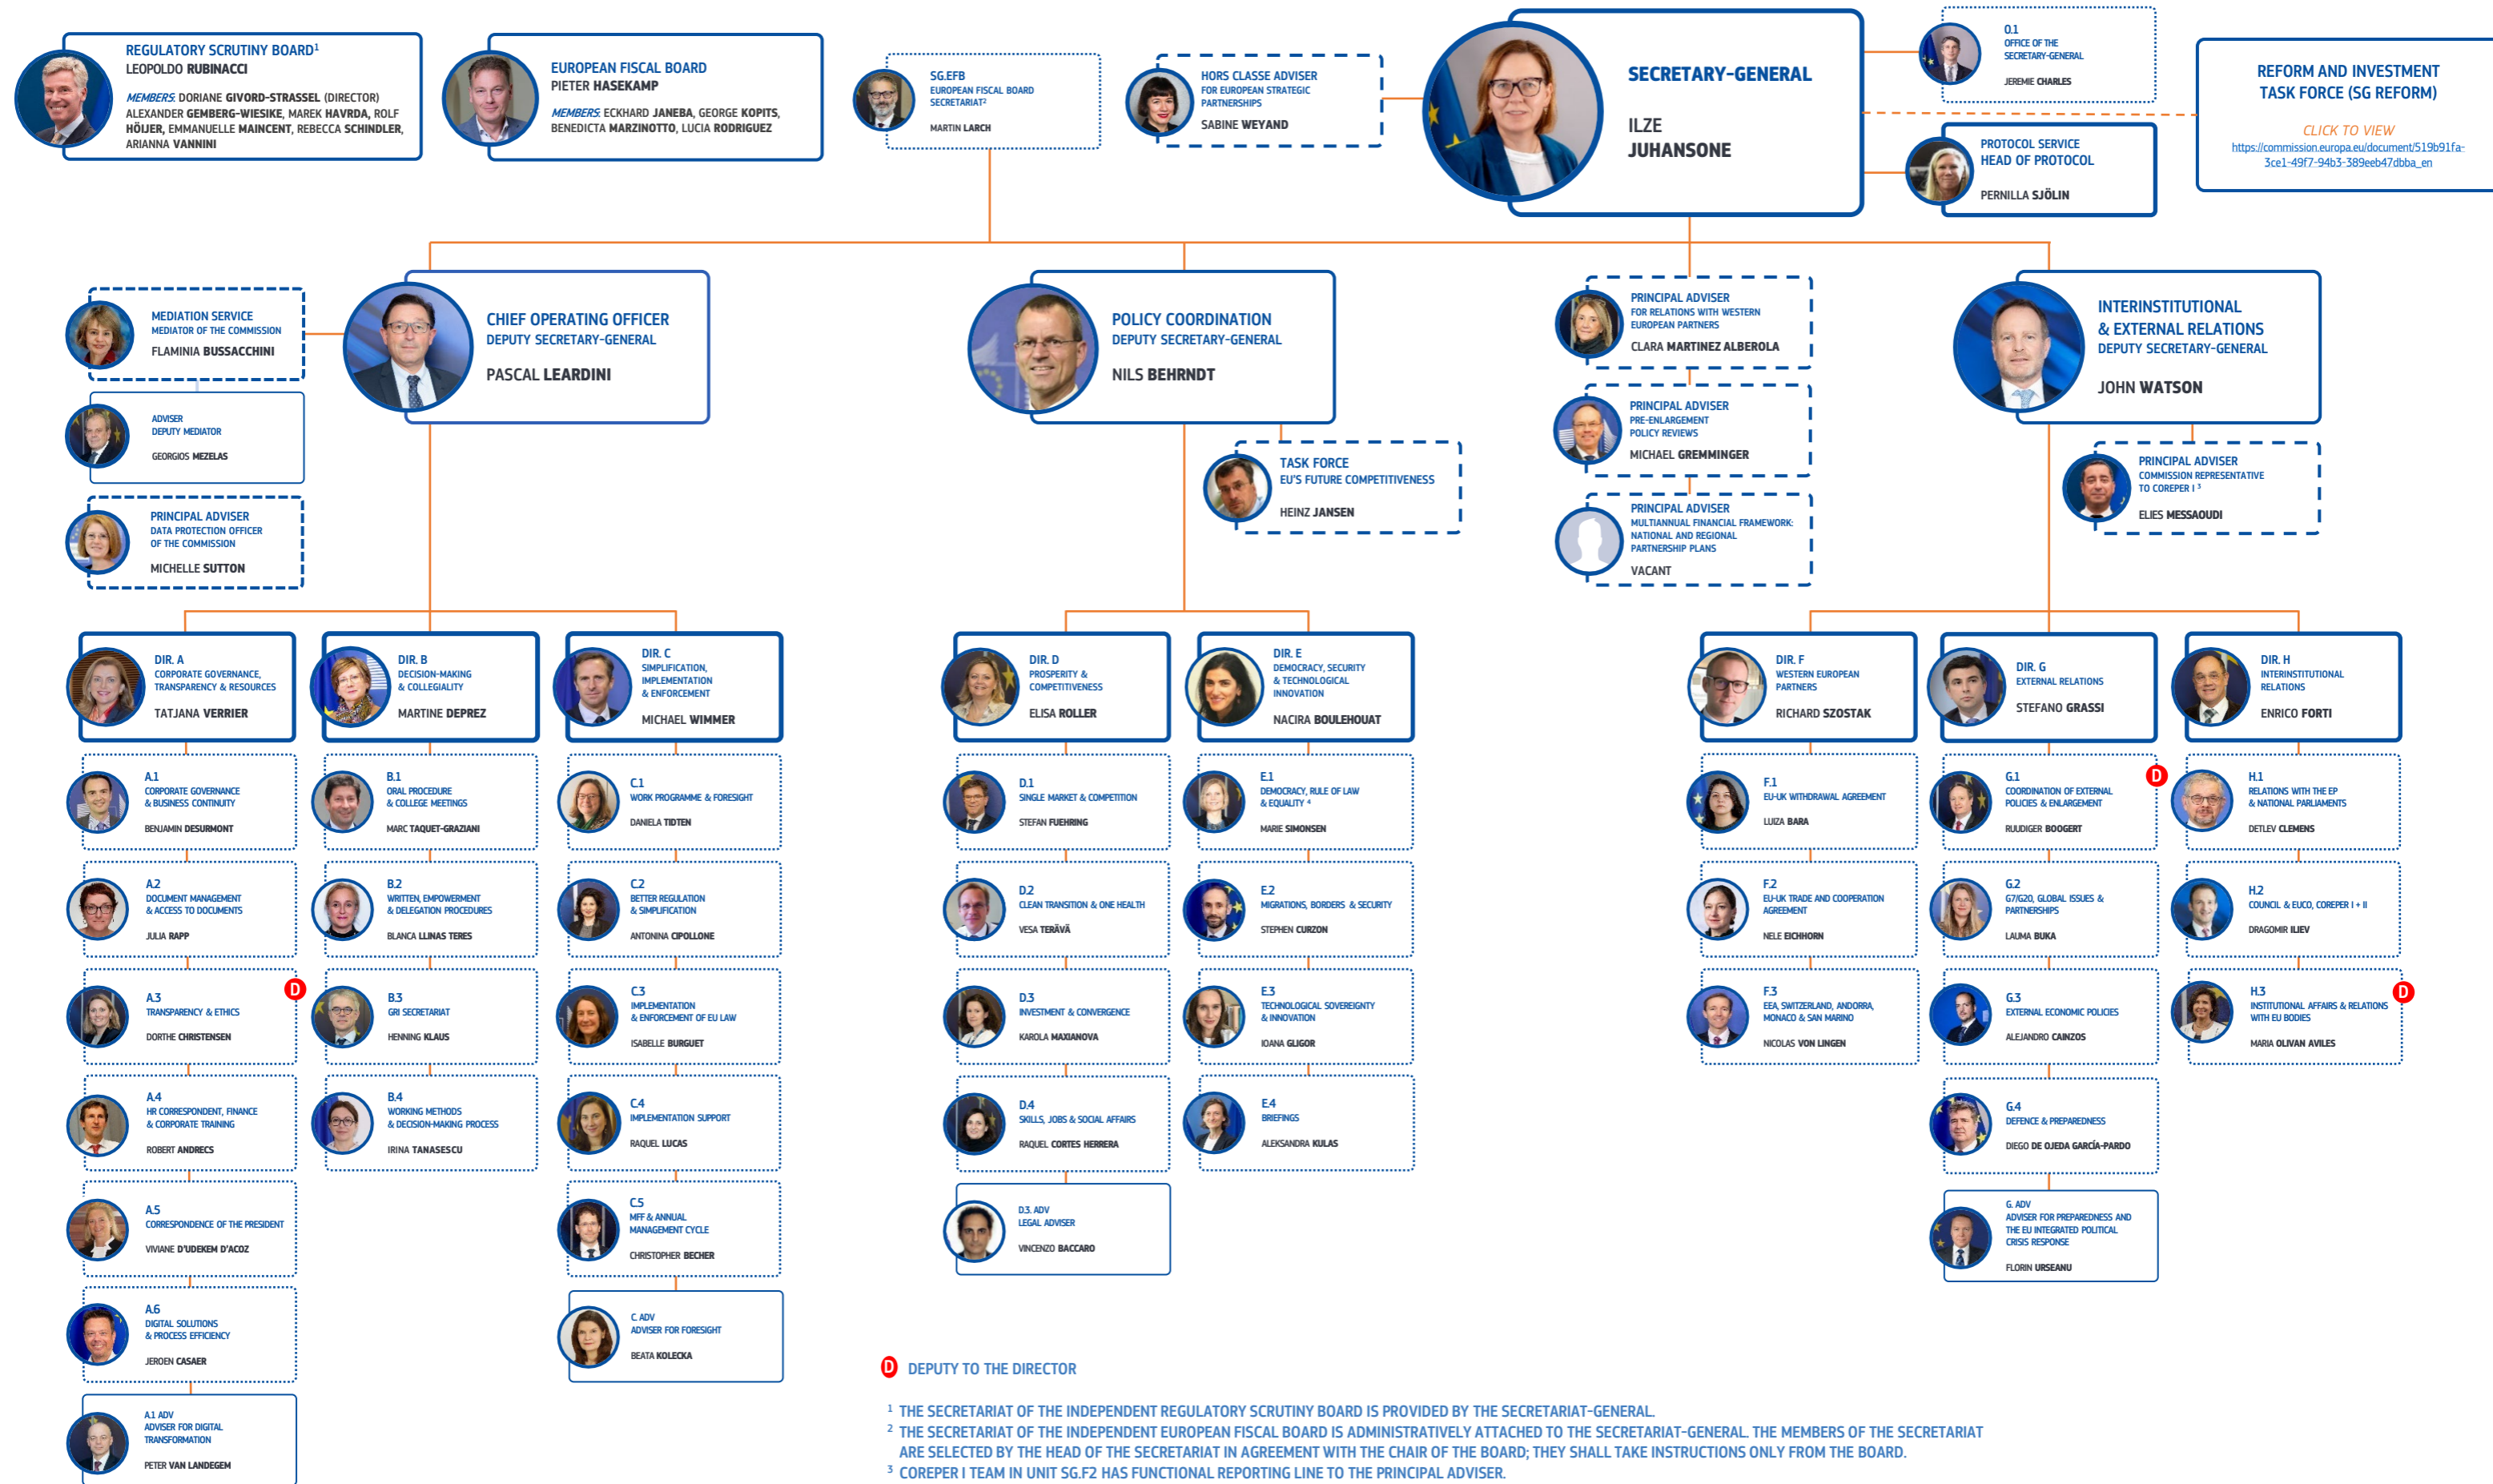 REGULATORY SCRUTINY BOARD¹
LEOPOLDO RUBINACCI
MEMBERS: DORIANE GIVORD-STRASSEL (DIRECTOR)
ALEXANDER GEMBERG-WIESIKE, MAREK HAVRDA, ROLF
HÖIJER, EMMANUELLE MAINCENT, REBECCA SCHINDLER,
ARIANNA VANNINI
EUROPEAN FISCAL BOARD
PIETER HASEKAMP
MEMBERS: ECKHARD JANEBA, GEORGE KOPITS,
BENEDICTA MARZINOTTO, LUCIA RODRIGUEZ
SG.EFB
EUROPEAN FISCAL BOARD
SECRETARIAT²
MARTIN LARCH
HORS CLASSE ADVISER
FOR EUROPEAN STRATEGIC
PARTNERSHIPS
SABINE WEYAND
SECRETARY-GENERAL
ILZE
JUHANSONE
0.1
OFFICE OF THE
SECRETARY-GENERAL
JEREMIE CHARLES
PROTOCOL SERVICE
HEAD OF PROTOCOL
PERNILLA SJÖLIN
REFORM AND INVESTMENT
TASK FORCE (SG REFORM)
CLICK TO VIEW
https://commission.europa.eu/document/519b91fa-
3ce1-49f7-94b3-389eeb47dbba_en
MEDIATION SERVICE
MEDIATOR OF THE COMMISSION
FLAMINIA BUSSACCHINI
ADVISER
DEPUTY MEDIATOR
GEORGIOS MEZELAS
PRINCIPAL ADVISER
DATA PROTECTION OFFICER
OF THE COMMISSION
MICHELLE SUTTON
CHIEF OPERATING OFFICER
DEPUTY SECRETARY-GENERAL
PASCAL LEARDINI
POLICY COORDINATION
DEPUTY SECRETARY-GENERAL
NILS BEHRNDT
TASK FORCE
EU'S FUTURE COMPETITIVENESS
HEINZ JANSEN
PRINCIPAL ADVISER
FOR RELATIONS WITH WESTERN
EUROPEAN PARTNERS
CLARA MARTINEZ ALBEROLA
PRINCIPAL ADVISER
PRE-ENLARGEMENT
POLICY REVIEWS
MICHAEL GREMMINGER
PRINCIPAL ADVISER
MULTIANNUAL FINANCIAL FRAMEWORK:
NATIONAL AND REGIONAL
PARTNERSHIP PLANS
VACANT
INTERINSTITUTIONAL
& EXTERNAL RELATIONS
DEPUTY SECRETARY-GENERAL
JOHN WATSON
PRINCIPAL ADVISER
COMMISSION REPRESENTATIVE
TO COREPER I ³
ELIES MESSAOUDI
DIR. A
CORPORATE GOVERNANCE,
TRANSPARENCY & RESOURCES
TATJANA VERRIER
A.1
CORPORATE GOVERNANCE
& BUSINESS CONTINUITY
BENJAMIN DESURMONT
A.2
DOCUMENT MANAGEMENT
& ACCESS TO DOCUMENTS
JULIA RAPP
D
A.3
TRANSPARENCY & ETHICS
DORTHE CHRISTENSEN
A.4
HR CORRESPONDENT, FINANCE
& CORPORATE TRAINING
ROBERT ANDRECS
A.5
CORRESPONDENCE OF THE PRESIDENT
VIVIANE D'UDEKEM D'ACOZ
A.6
DIGITAL SOLUTIONS
& PROCESS EFFICIENCY
JEROEN CASAER
A.1 ADV
ADVISER FOR DIGITAL
TRANSFORMATION
PETER VAN LANDEGEM
DIR. B
DECISION-MAKING
& COLLEGIALITY
MARTINE DEPREZ
B.1
ORAL PROCEDURE
& COLLEGE MEETINGS
MARC TAQUET-GRAZIANI
B.2
WRITTEN, EMPOWERMENT
& DELEGATION PROCEDURES
BLANCA LLINAS TERES
B.3
GRI SECRETARIAT
HENNING KLAUS
B.4
WORKING METHODS
& DECISION-MAKING PROCESS
IRINA TANASESCU
DIR. C
SIMPLIFICATION,
IMPLEMENTATION
& ENFORCEMENT
MICHAEL WIMMER
C.1
WORK PROGRAMME & FORESIGHT
DANIELA TIDTEN
C.2
BETTER REGULATION
& SIMPLIFICATION
ANTONINA CIPOLLONE
C.3
IMPLEMENTATION
& ENFORCEMENT OF EU LAW
ISABELLE BURGUET
C.4
IMPLEMENTATION SUPPORT
RAQUEL LUCAS
C.5
MFF & ANNUAL
MANAGEMENT CYCLE
CHRISTOPHER BECHER
C. ADV
ADVISER FOR FORESIGHT
BEATA KOLECKA
DIR. D
PROSPERITY &
COMPETITIVENESS
ELISA ROLLER
D.1
SINGLE MARKET & COMPETITION
STEFAN FUEHRING
D.2
CLEAN TRANSITION & ONE HEALTH
VESA TERÄVÄ
D.3
INVESTMENT & CONVERGENCE
KAROLA MAXIANOVA
D.4
SKILLS, JOBS & SOCIAL AFFAIRS
RAQUEL CORTES HERRERA
D.3. ADV
LEGAL ADVISER
VINCENZO BACCARO
DIR. E
DEMOCRACY, SECURITY
& TECHNOLOGICAL
INNOVATION
NACIRA BOULEHOUAT
E.1
DEMOCRACY, RULE OF LAW
& EQUALITY ⁴
MARIE SIMONSEN
E.2
MIGRATIONS, BORDERS & SECURITY
STEPHEN CURZON
E.3
TECHNOLOGICAL SOVEREIGNTY
& INNOVATION
IOANA GLIGOR
E.4
BRIEFINGS
ALEKSANDRA KULAS
DIR. F
WESTERN EUROPEAN
PARTNERS
RICHARD SZOSTAK
F.1
EU-UK WITHDRAWAL AGREEMENT
LUIZA BARA
F.2
EU-UK TRADE AND COOPERATION
AGREEMENT
NELE EICHHORN
F.3
EEA, SWITZERLAND, ANDORRA,
MONACO & SAN MARINO
NICOLAS VON LINGEN
DIR. G
EXTERNAL RELATIONS
STEFANO GRASSI
D
G.1
COORDINATION OF EXTERNAL
POLICIES & ENLARGEMENT
RUUDIGER BOOGERT
G.2
G7/G20, GLOBAL ISSUES &
PARTNERSHIPS
LAUMA BUKA
G.3
EXTERNAL ECONOMIC POLICIES
ALEJANDRO CAINZOS
G.4
DEFENCE & PREPAREDNESS
DIEGO DE OJEDA GARCÍA-PARDO
G. ADV
ADVISER FOR PREPAREDNESS AND
THE EU INTEGRATED POLITICAL
CRISIS RESPONSE
FLORIN URSEANU
DIR. H
INTERINSTITUTIONAL
RELATIONS
ENRICO FORTI
H.1
RELATIONS WITH THE EP
& NATIONAL PARLIAMENTS
DETLEV CLEMENS
H.2
COUNCIL & EUCO, COREPER I + II
DRAGOMIR ILIEV
D
H.3
INSTITUTIONAL AFFAIRS & RELATIONS
WITH EU BODIES
MARIA OLIVAN AVILES
D DEPUTY TO THE DIRECTOR
¹ THE SECRETARIAT OF THE INDEPENDENT REGULATORY SCRUTINY BOARD IS PROVIDED BY THE SECRETARIAT-GENERAL.
² THE SECRETARIAT OF THE INDEPENDENT EUROPEAN FISCAL BOARD IS ADMINISTRATIVELY ATTACHED TO THE SECRETARIAT-GENERAL. THE MEMBERS OF THE SECRETARIAT
ARE SELECTED BY THE HEAD OF THE SECRETARIAT IN AGREEMENT WITH THE CHAIR OF THE BOARD; THEY SHALL TAKE INSTRUCTIONS ONLY FROM THE BOARD.
³ COREPER I TEAM IN UNIT SG.F2 HAS FUNCTIONAL REPORTING LINE TO THE PRINCIPAL ADVISER.